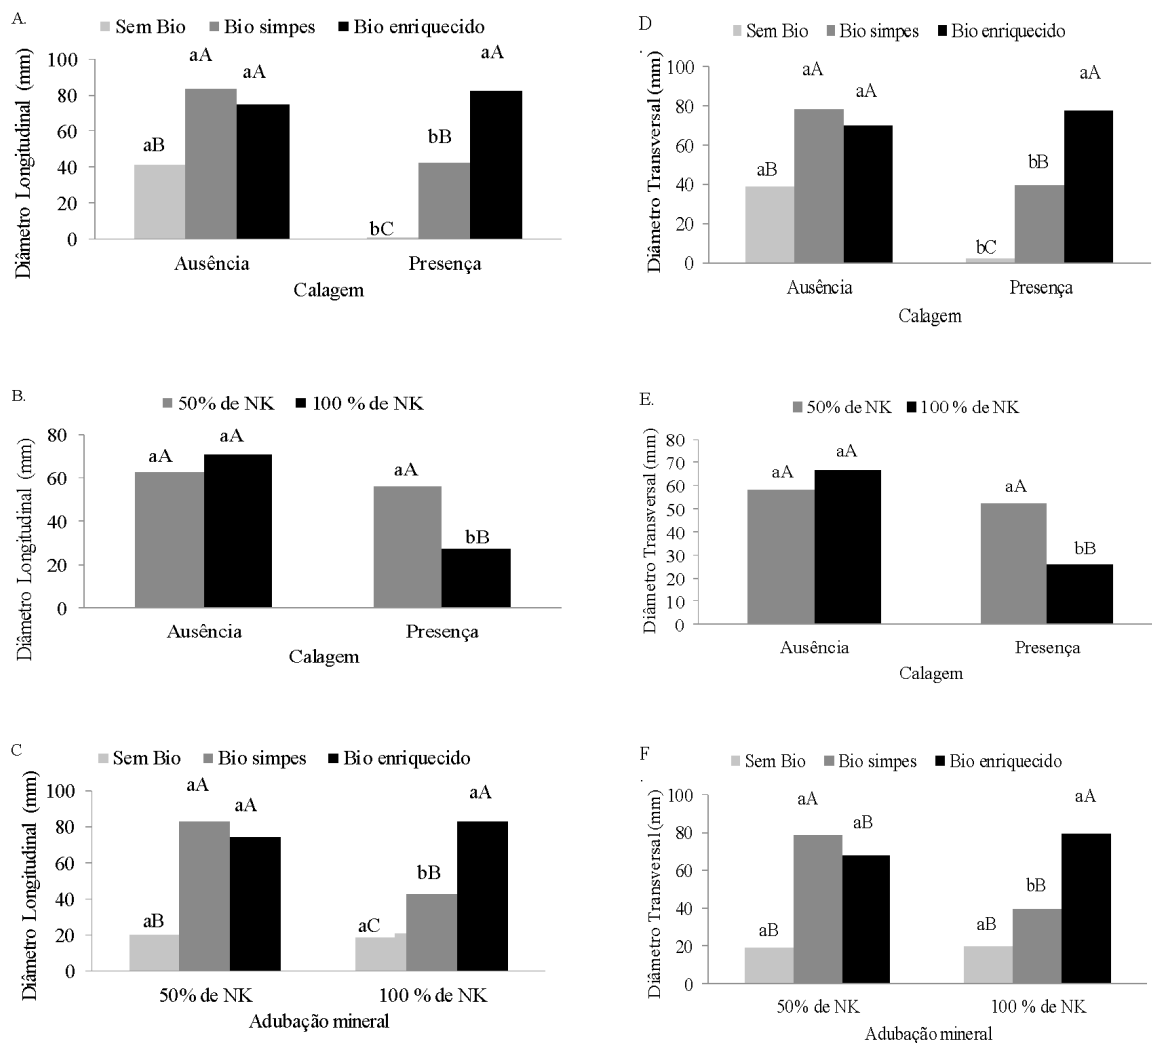 A.
Sem Bio Bio simpes Bio enriquecido
Diâmetro Longitudinal (mm)
100
80
60
40
20
0
aB
aA
aA
bC
bB
aA
Ausência Presença
Calagem
D
.
Sem Bio Bio simpes Bio enriquecido
Diâmetro Transversal (mm)
100
80
60
40
20
0
aB
aA
aA
bC
bB
aA
Ausência Presença
Calagem
B.
50% de NK 100 % de NK
Diâmetro Longitudinal (mm)
80
60
40
20
0
aA
aA
aA
bB
Ausência Presença
Calagem
E.
50% de NK 100 % de NK
Diâmetro Transversal (mm)
80
70
60
50
40
30
20
10
0
aA
aA
aA
bB
Ausência Presença
Calagem
C
Sem Bio Bio simpes Bio enriquecido
Diâmetro Longitudinal (mm)
100
80
60
40
20
0
aB
aA
aA
aC
bB
aA
50% de NK 100 % de NK
Adubação mineral
F
.
Sem Bio Bio simpes Bio enriquecido
Diâmetro Transversal (mm)
100
80
60
40
20
0
aB
aA
aB
aB
bB
aA
50% de NK 100 % de NK
Adubação mineral